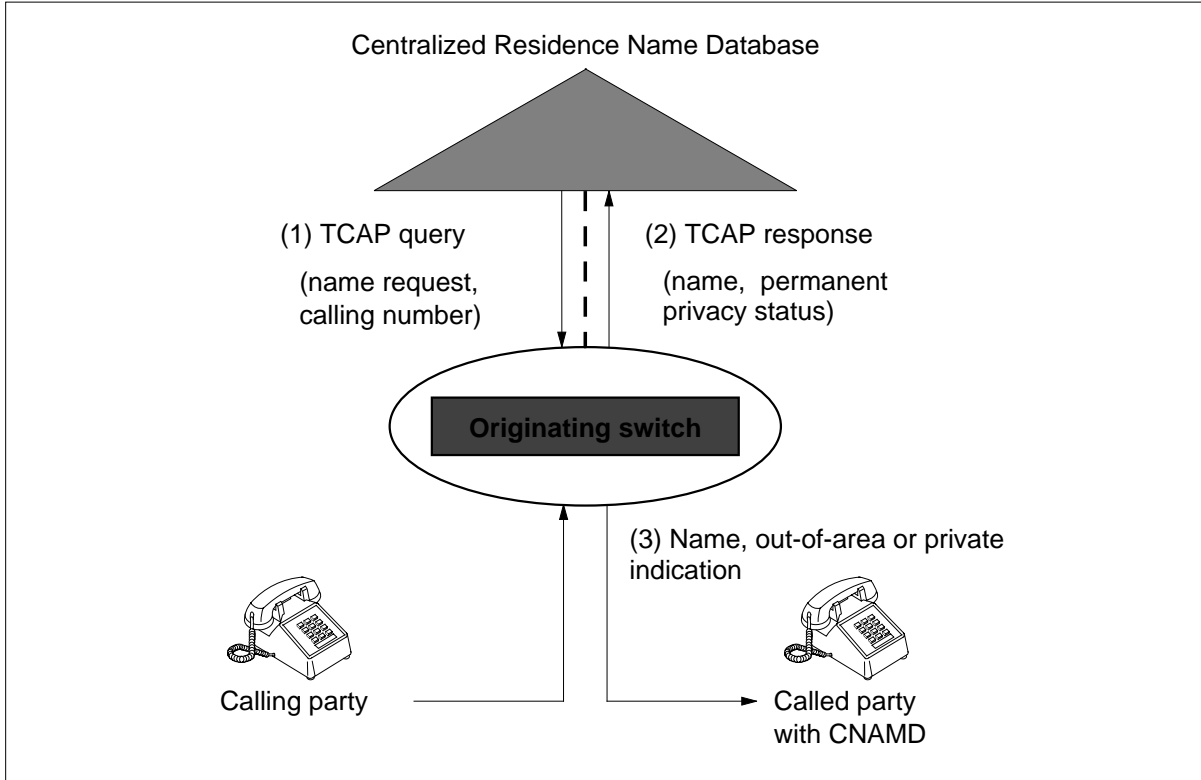 Centralized Residence Name Database
(1) TCAP query
(name request,
calling number)
(2) TCAP response
(name, permanent
privacy status)
Originating switch
(3) Name, out-of-area or private
indication
Calling party
Called party
with CNAMD